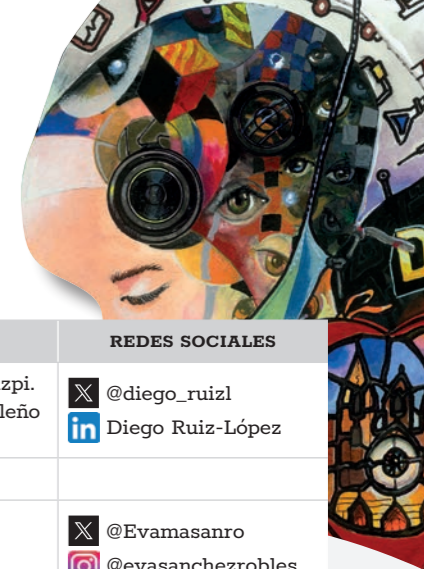 REDES SOCIALES
zpi.
leño
@diego_ruizl
Diego Ruiz-López
@Evamasanro
@evasanchezrobles